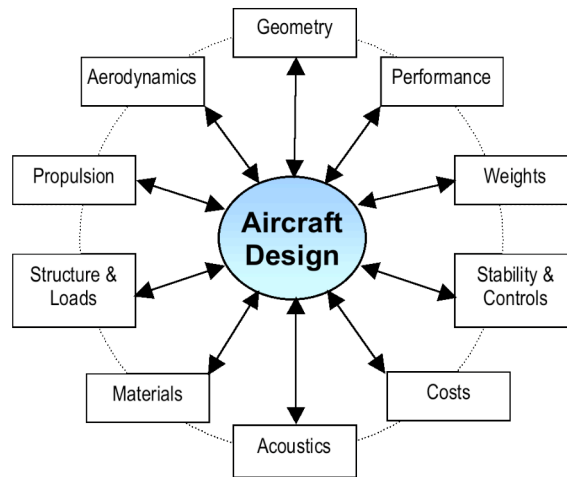 Geometry
Aerodynamics
Performance
Propulsion
Weights
Aircraft
Design
Structure &
Loads
Stability &
Controls
Materials
Costs
Acoustics